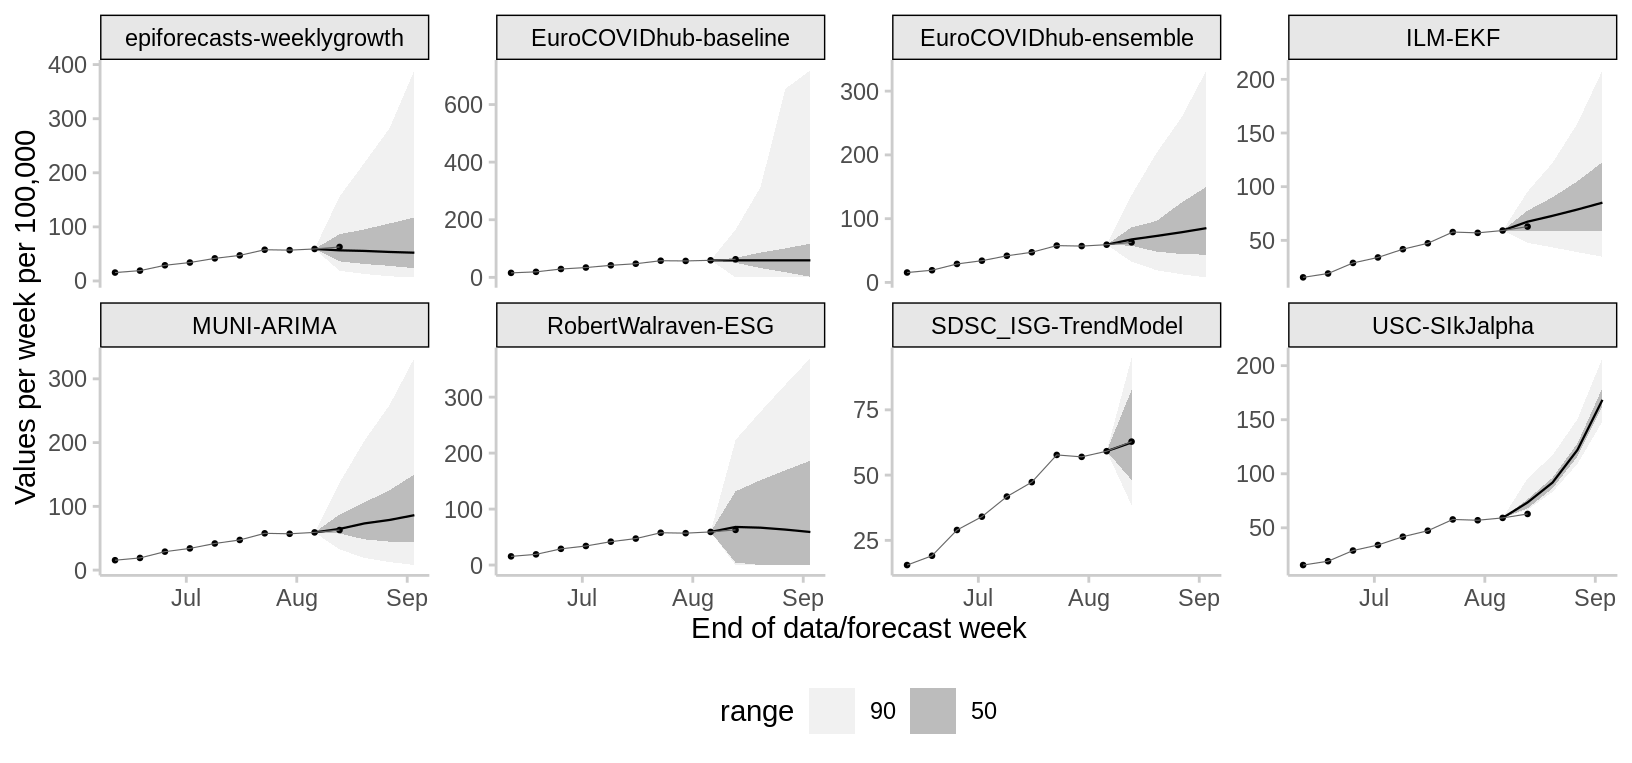 epiforecasts-weeklygrowth
EuroCOVIDhub-baseline
EuroCOVIDhub-ensemble
ILM-EKF
400
300
200
100
0
600
400
200
0
300
200
100
0
200
150
100
50
MUNI-ARIMA
RobertWalraven-ESG
SDSC_ISG-TrendModel
USC-SIkJalpha
300
200
100
0
300
200
100
0
75
50
25
200
150
100
50
Jul Aug Sep
Jul Aug Sep
Jul Aug Sep
Jul Aug Sep
Values per week per 100,000
End of data/forecast week
range 90 50